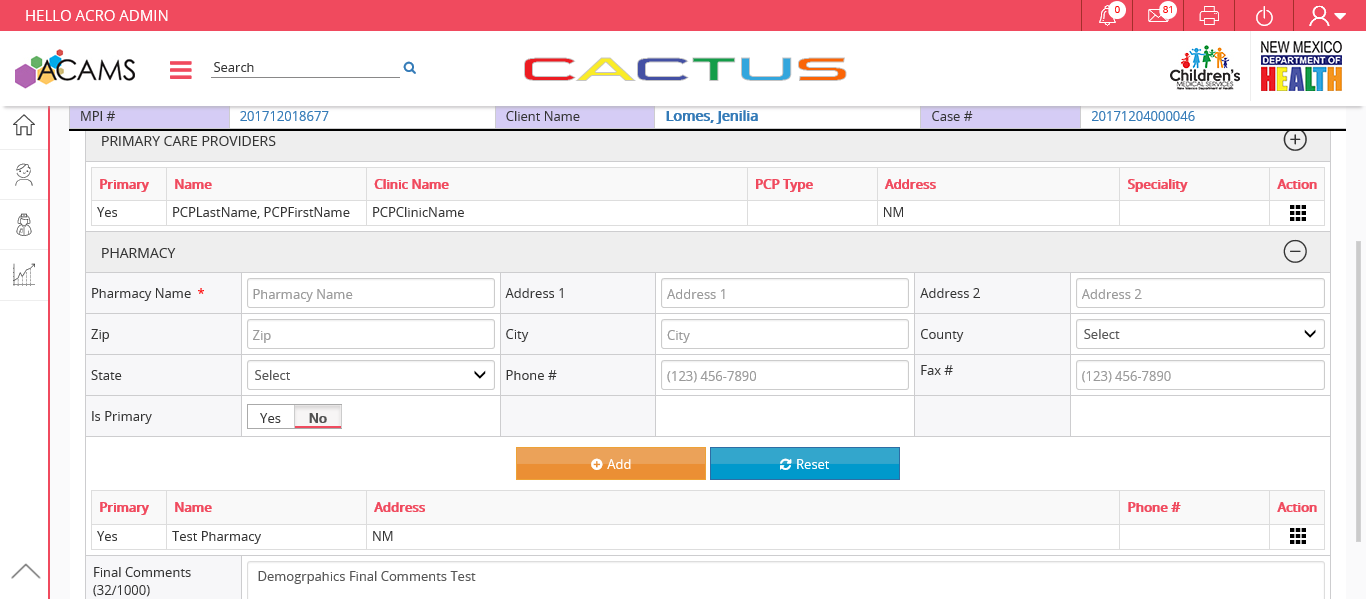 HELLO ACRO ADMIN 0 81
ACAMS Search CACTUS Children's MEDICAL SERVICES NEW MEXICO DEPARTMENT OF HEALTH
MPI # 201712018677 Client Name Lomes, Jenilia Case # 20171204000046
PRIMARY CARE PROVIDERS
Primary Name Clinic Name PCP Type Address Speciality Action
Yes PCPLastName, PCPFirstName PCPClinicName NM
PHARMACY
Pharmacy Name * Pharmacy Name Address 1 Address 1 Address 2 Address 2
Zip Zip City City County Select
State Select Phone # (123) 456-7890 Fax # (123) 456-7890
Is Primary Yes No
Add Reset
Primary Name Address Phone # Action
Yes Test Pharmacy NM
Final Comments Demogrpahics Final Comments Test
(32/1000)